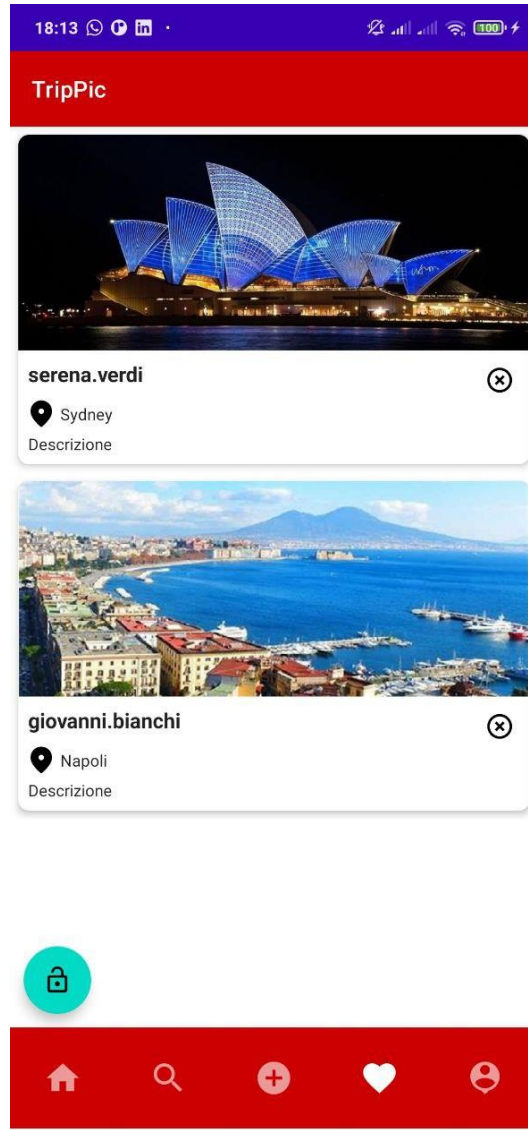 18:13
100
TripPic
serena.verdi
Sydney
Descrizione
giovanni.bianchi
Napoli
Descrizione